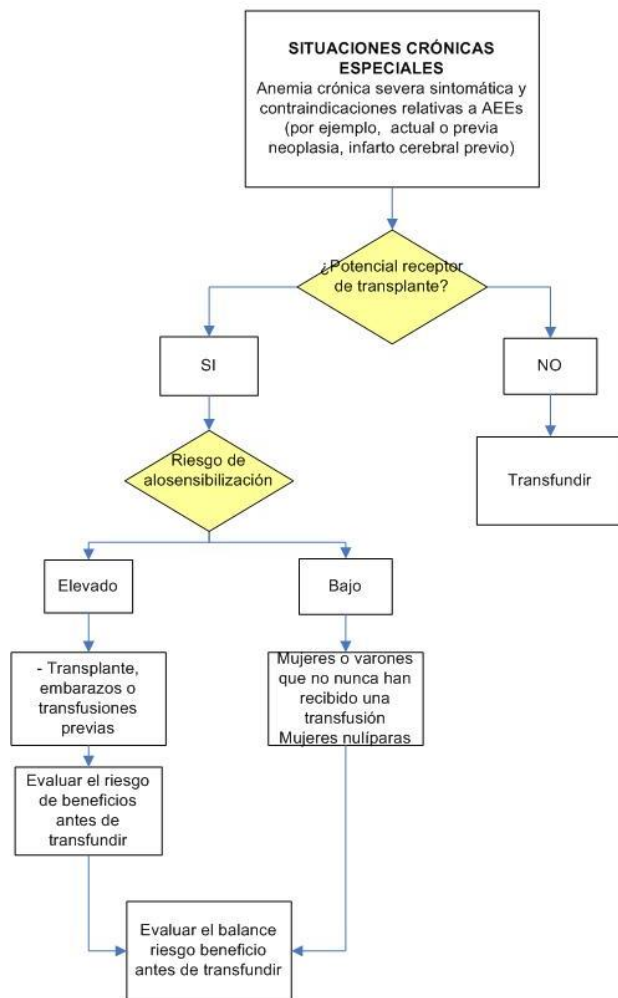 SITUACIONES CRÓNICAS
ESPECIALES
Anemia crónica severa sintomática y
contraindicaciones relativas a AEEs
(por ejemplo, actual o previa
neoplasia, infarto cerebral previo)
¿Potencial receptor
de transplante?
SI
NO
Riesgo de
alosensibilización
Transfundir
Elevado
Bajo
- Transplante,
embarazos o
transfusiones
previas
Mujeres o varones
que no nunca han
recibido una
transfusión
Mujeres nulíparas
Evaluar el riesgo
de beneficios
antes de
transfundir
Evaluar el balance
riesgo beneficio
antes de transfundir